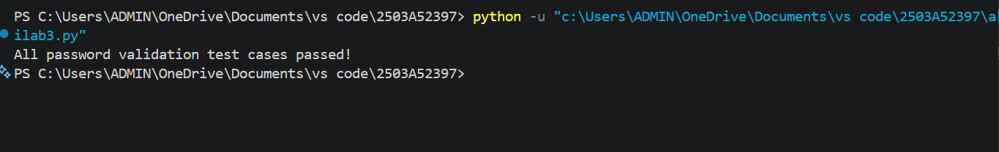 PS C:\Users\ADMIN\OneDrive\Documents\vs code\2503A52397> python -u "c:\Users\ADMIN\OneDrive\Documents\vs code\2503A52397\a
ilab3.py"
All password validation test cases passed!
PS C:\Users\ADMIN\OneDrive\Documents\vs code\2503A52397>